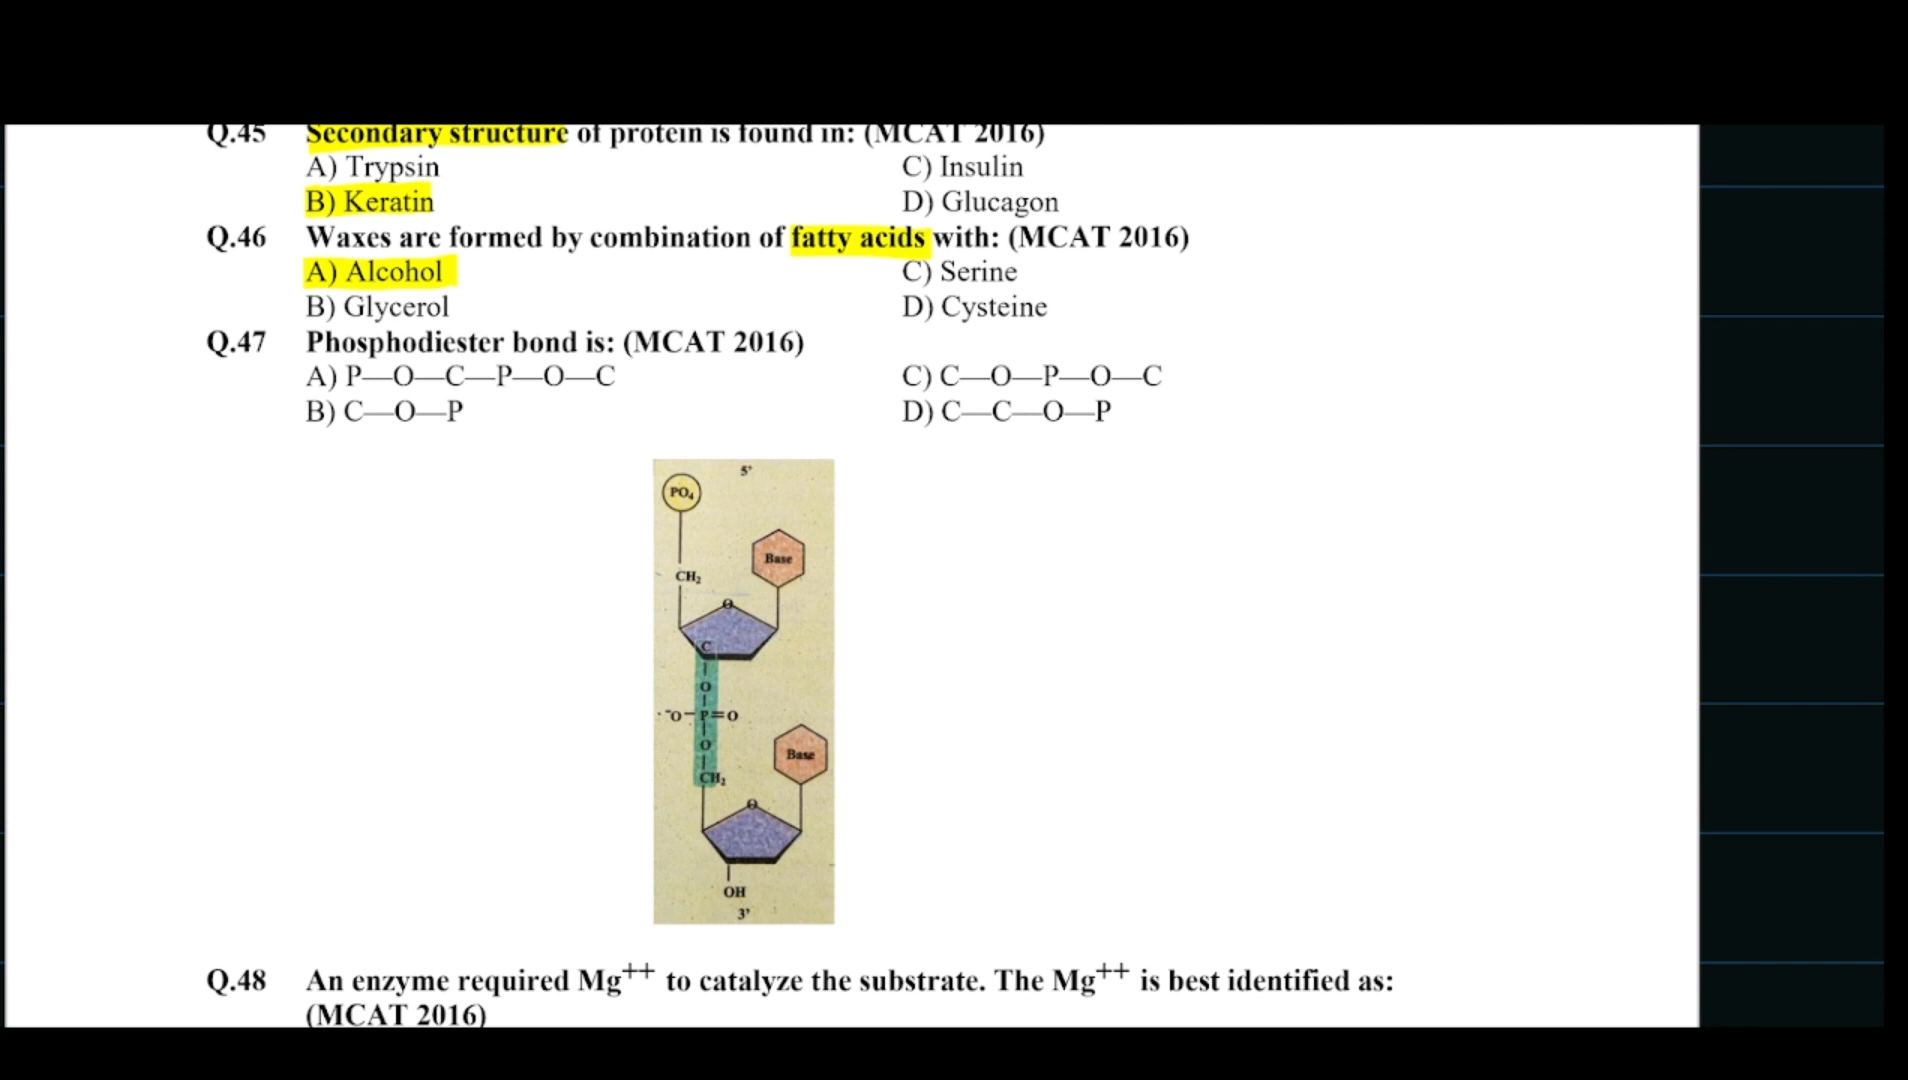 Q.45 Secondary structure of protein is found in: (MCAT 2016)
A) Trypsin C) Insulin
B) Keratin D) Glucagon
Q.46 Waxes are formed by combination of fatty acids with: (MCAT 2016)
A) Alcohol C) Serine
B) Glycerol D) Cysteine
Q.47 Phosphodiester bond is: (MCAT 2016)
A) P—O—C—P—O—C C) C—O—P—O—C
B) C—O—P D) C—C—O—P
5'
PO₄
Base
CH₂
O
C
O
⁻O–P=O
O
Base
CH₂
O
OH
3'
Q.48 An enzyme required Mg⁺⁺ to catalyze the substrate. The Mg⁺⁺ is best identified as:
(MCAT 2016)